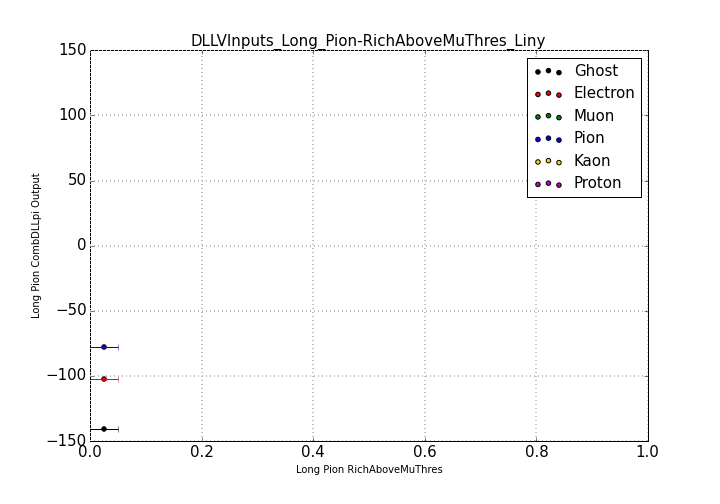 DLLVInputs_Long_Pion-RichAboveMuThres_Liny
150
100
50
0
−50
−100
−150
Long Pion CombDLLpi Output
Ghost
Electron
Muon
Pion
Kaon
Proton
0.0
0.2
0.4
0.6
0.8
1.0
Long Pion RichAboveMuThres